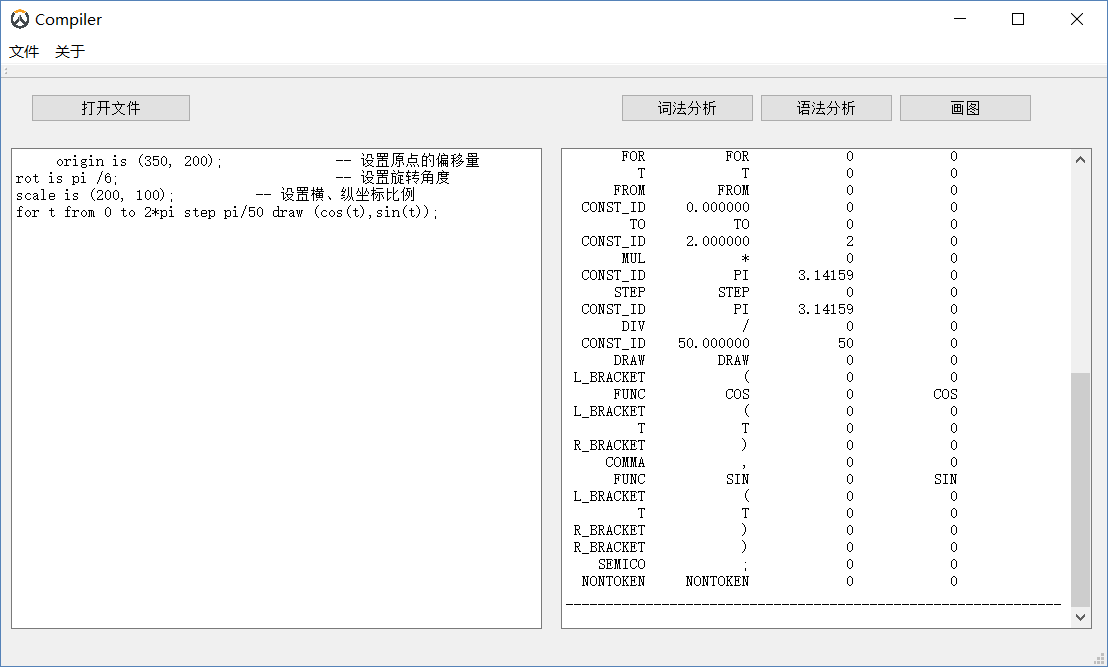 Compiler
文件 关于
打开文件 词法分析 语法分析 画图
origin is (350, 200); -- 设置原点的偏移量
rot is pi /6; -- 设置旋转角度
scale is (200, 100); -- 设置横、纵坐标比例
for t from 0 to 2*pi step pi/50 draw (cos(t),sin(t));
FOR FOR 0 0
T T 0 0
FROM FROM 0 0
CONST_ID 0.000000 0 0
TO TO 0 0
CONST_ID 2.000000 2 0
MUL * 0 0
CONST_ID PI 3.14159 0
STEP STEP 0 0
CONST_ID PI 3.14159 0
DIV / 0 0
CONST_ID 50.000000 50 0
DRAW DRAW 0 0
L_BRACKET ( 0 0
FUNC COS 0 COS
L_BRACKET ( 0 0
T T 0 0
R_BRACKET ) 0 0
COMMA , 0 0
FUNC SIN 0 SIN
L_BRACKET ( 0 0
T T 0 0
R_BRACKET ) 0 0
R_BRACKET ) 0 0
SEMICO ; 0 0
NONTOKEN NONTOKEN 0 0
--------------------------------------------------------------